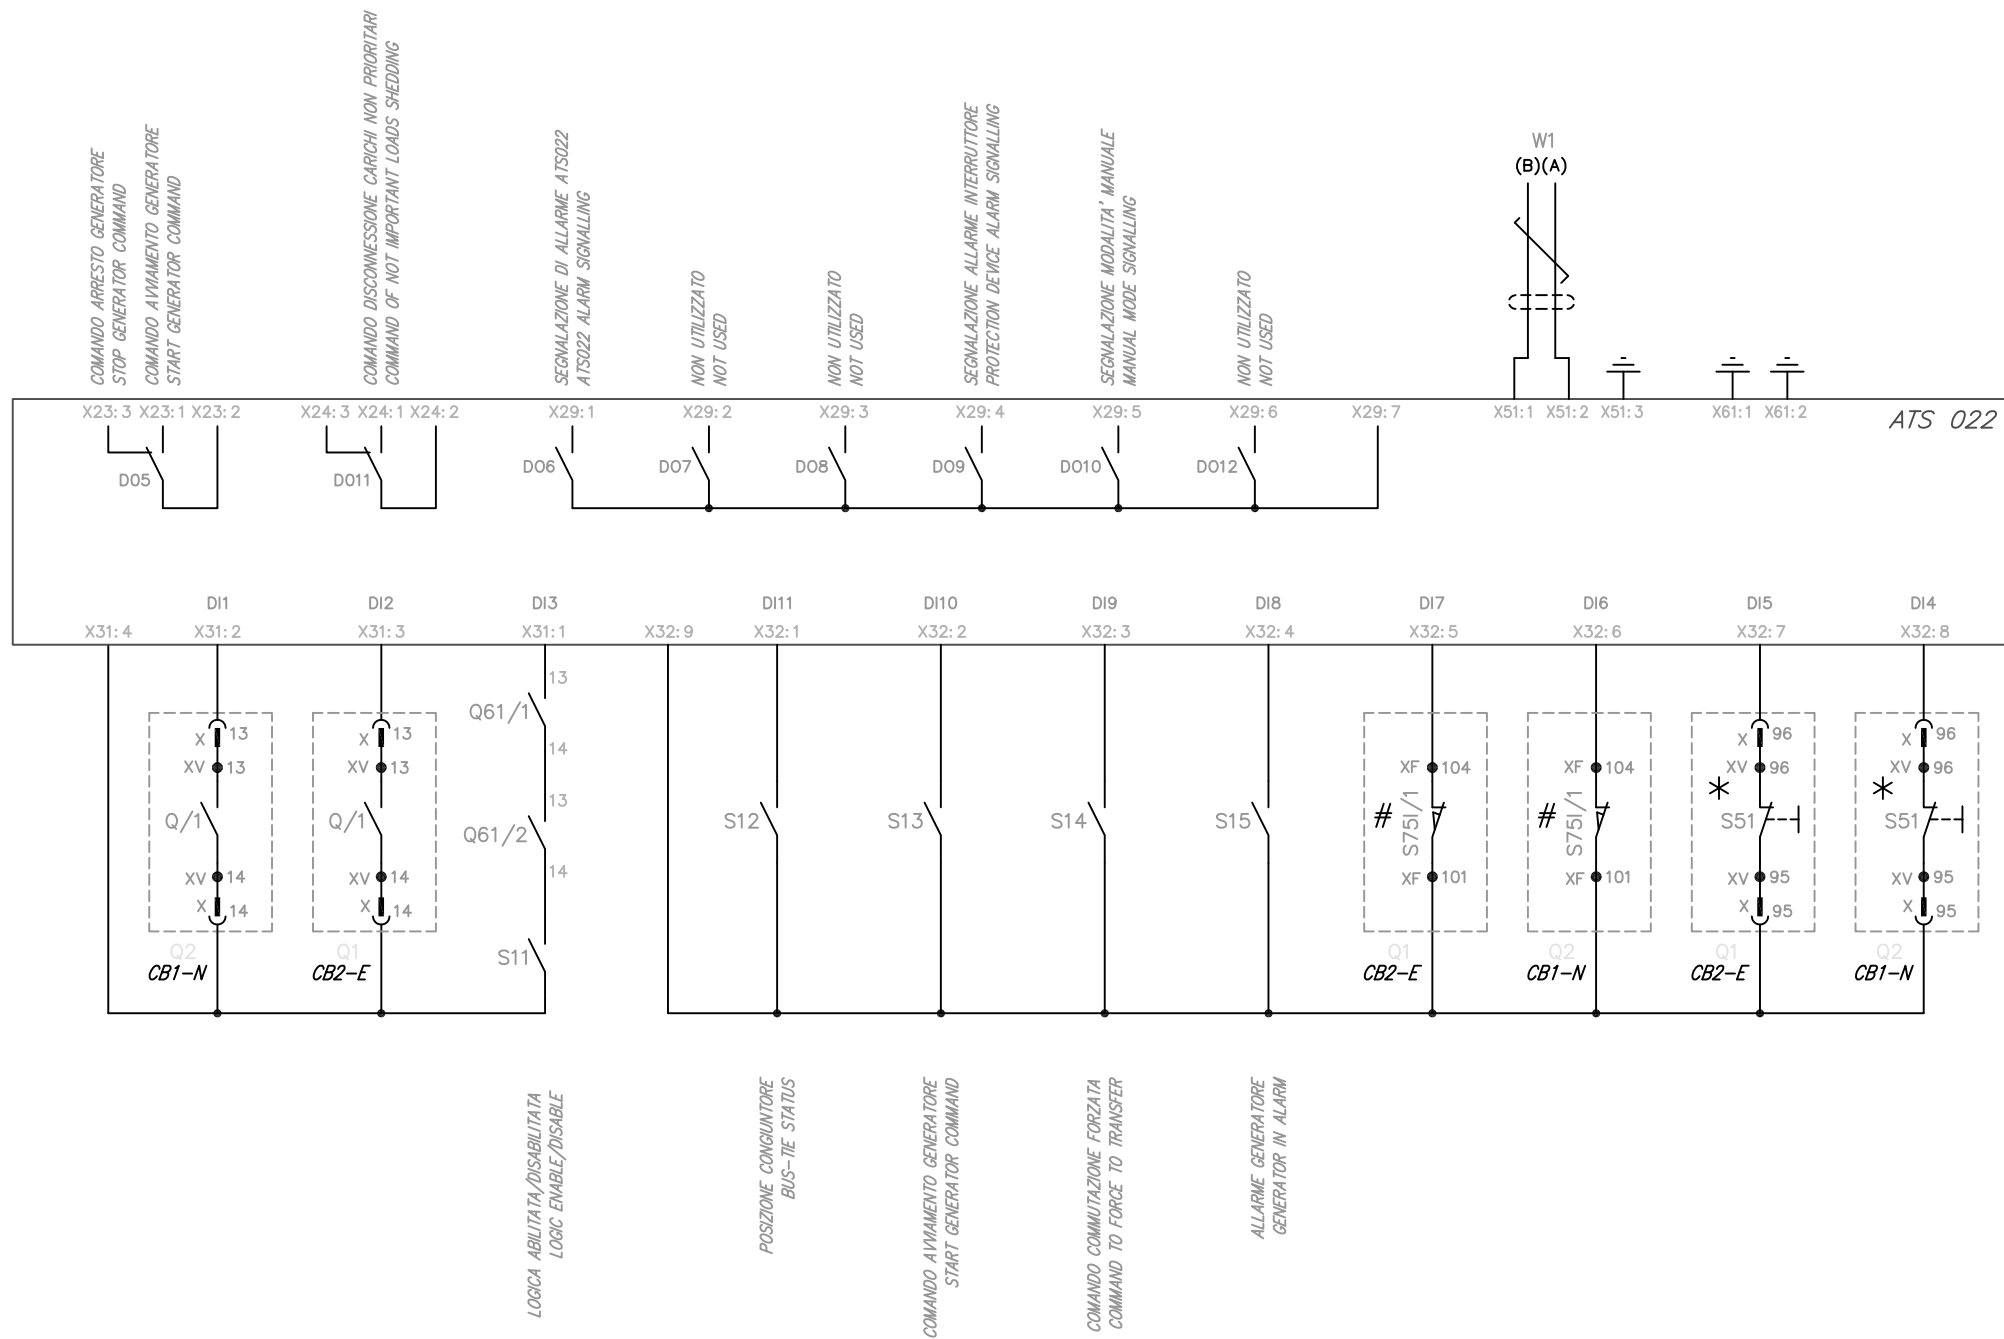 COMANDO ARRESTO GENERATORE
STOP GENERATOR COMMAND
COMANDO AVVIAMENTO GENERATORE
START GENERATOR COMMAND
COMANDO DISCONNESSIONE CARICHI NON PRIORITARI
COMMAND OF NOT IMPORTANT LOADS SHEDDING
SEGNALAZIONE DI ALLARME ATS022
ATS022 ALARM SIGNALLING
NON UTILIZZATO
NOT USED
NON UTILIZZATO
NOT USED
SEGNALAZIONE ALLARME INTERRUTTORE
PROTECTION DEVICE ALARM SIGNALLING
SEGNALAZIONE MODALITA' MANUALE
MANUAL MODE SIGNALLING
NON UTILIZZATO
NOT USED
W1
(B)(A)
X23:3 X23:1 X23:2 X24:3 X24:1 X24:2 X29:1 X29:2 X29:3 X29:4 X29:5 X29:6 X29:7 X51:1 X51:2 X51:3 X61:1 X61:2
ATS 022
DO5 DO11 DO6 DO7 DO8 DO9 DO10 DO12
DI1 DI2 DI3 DI11 DI10 DI9 DI8 DI7 DI6 DI5 DI4
X31:4 X31:2 X31:3 X31:1 X32:9 X32:1 X32:2 X32:3 X32:4 X32:5 X32:6 X32:7 X32:8
X 13
XV 13
Q/1
XV 14
X 14
Q2
CB1-N
X 13
XV 13
Q/1
XV 14
X 14
Q1
CB2-E
13
Q61/1
14
13
Q61/2
14
S11
S12
S13
S14
S15
XF 104
# S75I/1
XF 101
Q1
CB2-E
XF 104
# S75I/1
XF 101
Q2
CB1-N
X 96
XV 96
* S51
XV 95
X 95
Q1
CB2-E
X 96
XV 96
* S51
XV 95
X 95
Q2
CB1-N
LOGICA ABILITATA/DISABILITATA
LOGIC ENABLE/DISABLE
POSIZIONE CONGIUNTORE
BUS-TIE STATUS
COMANDO AVVIAMENTO GENERATORE
START GENERATOR COMMAND
COMANDO COMMUTAZIONE FORZATA
COMMAND TO FORCE TO TRANSFER
ALLARME GENERATORE
GENERATOR IN ALARM